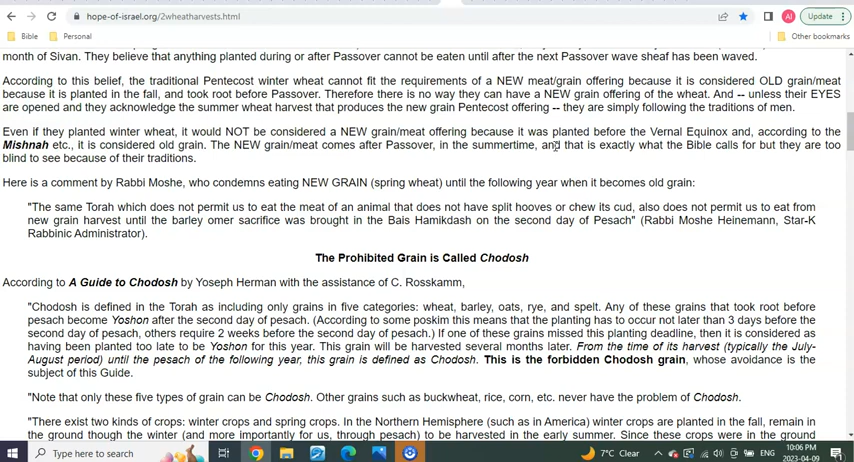 hope-of-israel.org/2wheatharvests.html
AI
Update
Bible
Personal
Other bookmarks
month of Sivan. They believe that anything planted during or after Passover cannot be eaten until after the next Passover wave sheaf has been waved.
According to this belief, the traditional Pentecost winter wheat cannot fit the requirements of a NEW meat/grain offering because it is considered OLD grain/meat
because it is planted in the fall, and took root before Passover. Therefore there is no way they can have a NEW grain offering of the wheat. And -- unless their EYES
are opened and they acknowledge the summer wheat harvest that produces the new grain Pentecost offering -- they are simply following the traditions of men.
Even if they planted winter wheat, it would NOT be considered a NEW grain/meat offering because it was planted before the Vernal Equinox and, according to the
Mishnah etc., it is considered old grain. The NEW grain/meat comes after Passover, in the summertime, and that is exactly what the Bible calls for but they are too
blind to see because of their traditions.
Here is a comment by Rabbi Moshe, who condemns eating NEW GRAIN (spring wheat) until the following year when it becomes old grain:
"The same Torah which does not permit us to eat the meat of an animal that does not have split hooves or chew its cud, also does not permit us to eat from
new grain harvest until the barley omer sacrifice was brought in the Bais Hamikdash on the second day of Pesach" (Rabbi Moshe Heinemann, Star-K
Rabbinic Administrator).
The Prohibited Grain is Called Chodosh
According to A Guide to Chodosh by Yoseph Herman with the assistance of C. Rosskamm,
"Chodosh is defined in the Torah as including only grains in five categories: wheat, barley, oats, rye, and spelt. Any of these grains that took root before
pesach become Yoshon after the second day of pesach. (According to some poskim this means that the planting has to occur not later than 3 days before the
second day of pesach, others require 2 weeks before the second day of pesach.) If one of these grains missed this planting deadline, then it is considered as
having been planted too late to be Yoshon for this year. This grain will be harvested several months later. From the time of its harvest (typically the July-
August period) until the pesach of the following year, this grain is defined as Chodosh. This is the forbidden Chodosh grain, whose avoidance is the
subject of this Guide.
"Note that only these five types of grain can be Chodosh. Other grains such as buckwheat, rice, corn, etc. never have the problem of Chodosh.
"There exist two kinds of crops: winter crops and spring crops. In the Northern Hemisphere (such as in America) winter crops are planted in the fall, remain in
the ground though the winter (and more importantly for us, through pesach) to be harvested in the early summer. Since these crops were in the ground
Type here to search
7°C Clear
ENG
10:06 PM
2023-04-09